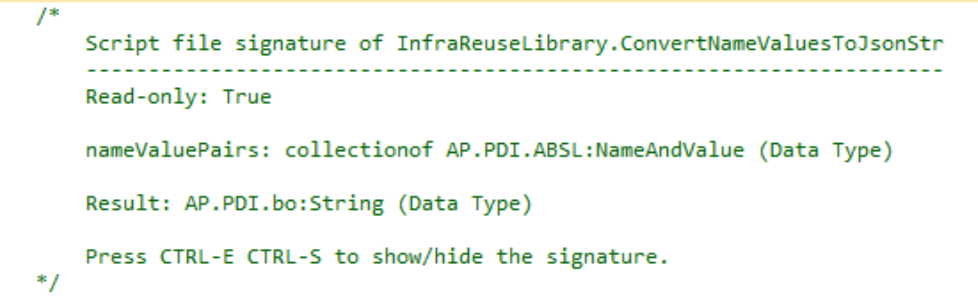 /*
Script file signature of InfraReuseLibrary.ConvertNameValuesToJsonStr
---------------------------------------------------------------------
Read-only: True
nameValuePairs: collectionof AP.PDI.ABSL:NameAndValue (Data Type)
Result: AP.PDI.bo:String (Data Type)
Press CTRL-E CTRL-S to show/hide the signature.
*/